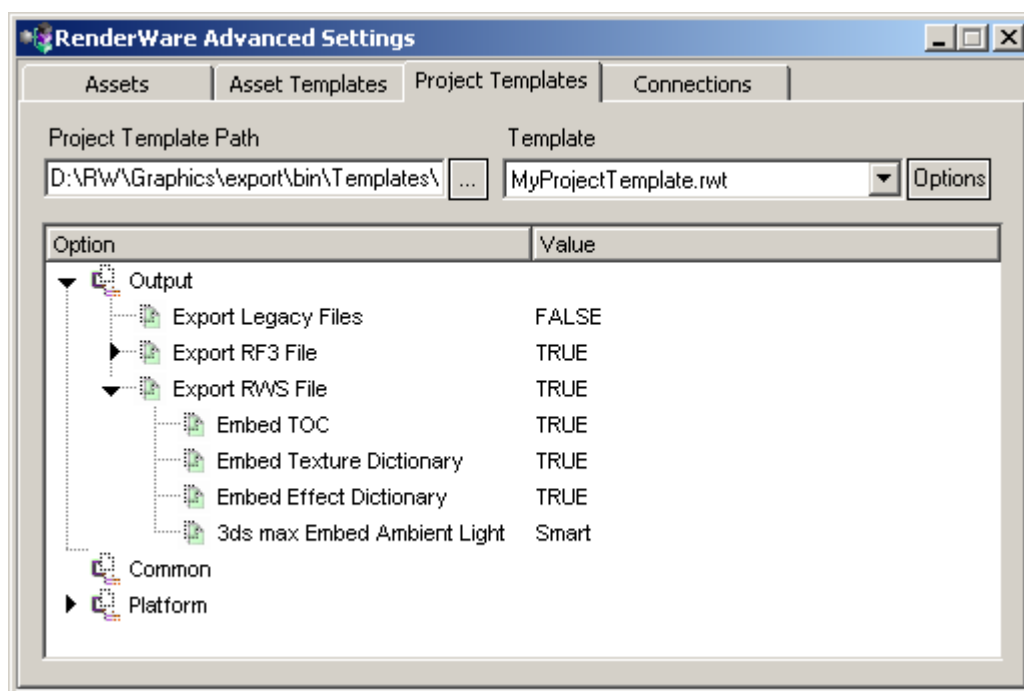 RenderWare Advanced Settings
Assets Asset Templates Project Templates Connections
Project Template Path Template
D:\RW\Graphics\export\bin\Templates\ ... MyProjectTemplate.rwt Options
Option Value
Output
Export Legacy Files FALSE
Export RF3 File TRUE
Export RWS File TRUE
Embed TOC TRUE
Embed Texture Dictionary TRUE
Embed Effect Dictionary TRUE
3ds max Embed Ambient Light Smart
Common
Platform